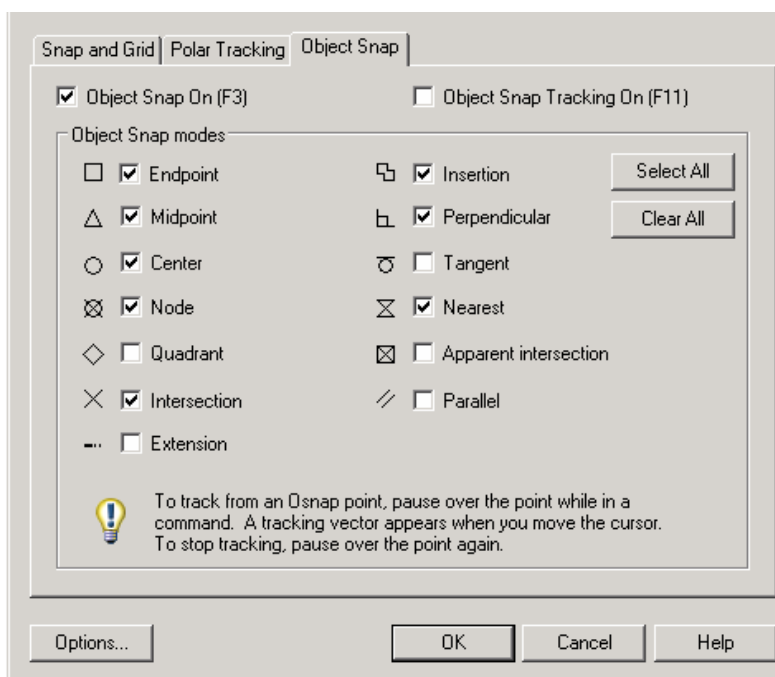 Snap and Grid Polar Tracking Object Snap
Object Snap On (F3) Object Snap Tracking On (F11)
Object Snap modes
Endpoint Insertion Select All
Midpoint Perpendicular Clear All
Center Tangent
Node Nearest
Quadrant Apparent intersection
Intersection Parallel
Extension
To track from an Osnap point, pause over the point while in a
command. A tracking vector appears when you move the cursor.
To stop tracking, pause over the point again.
Options... OK Cancel Help